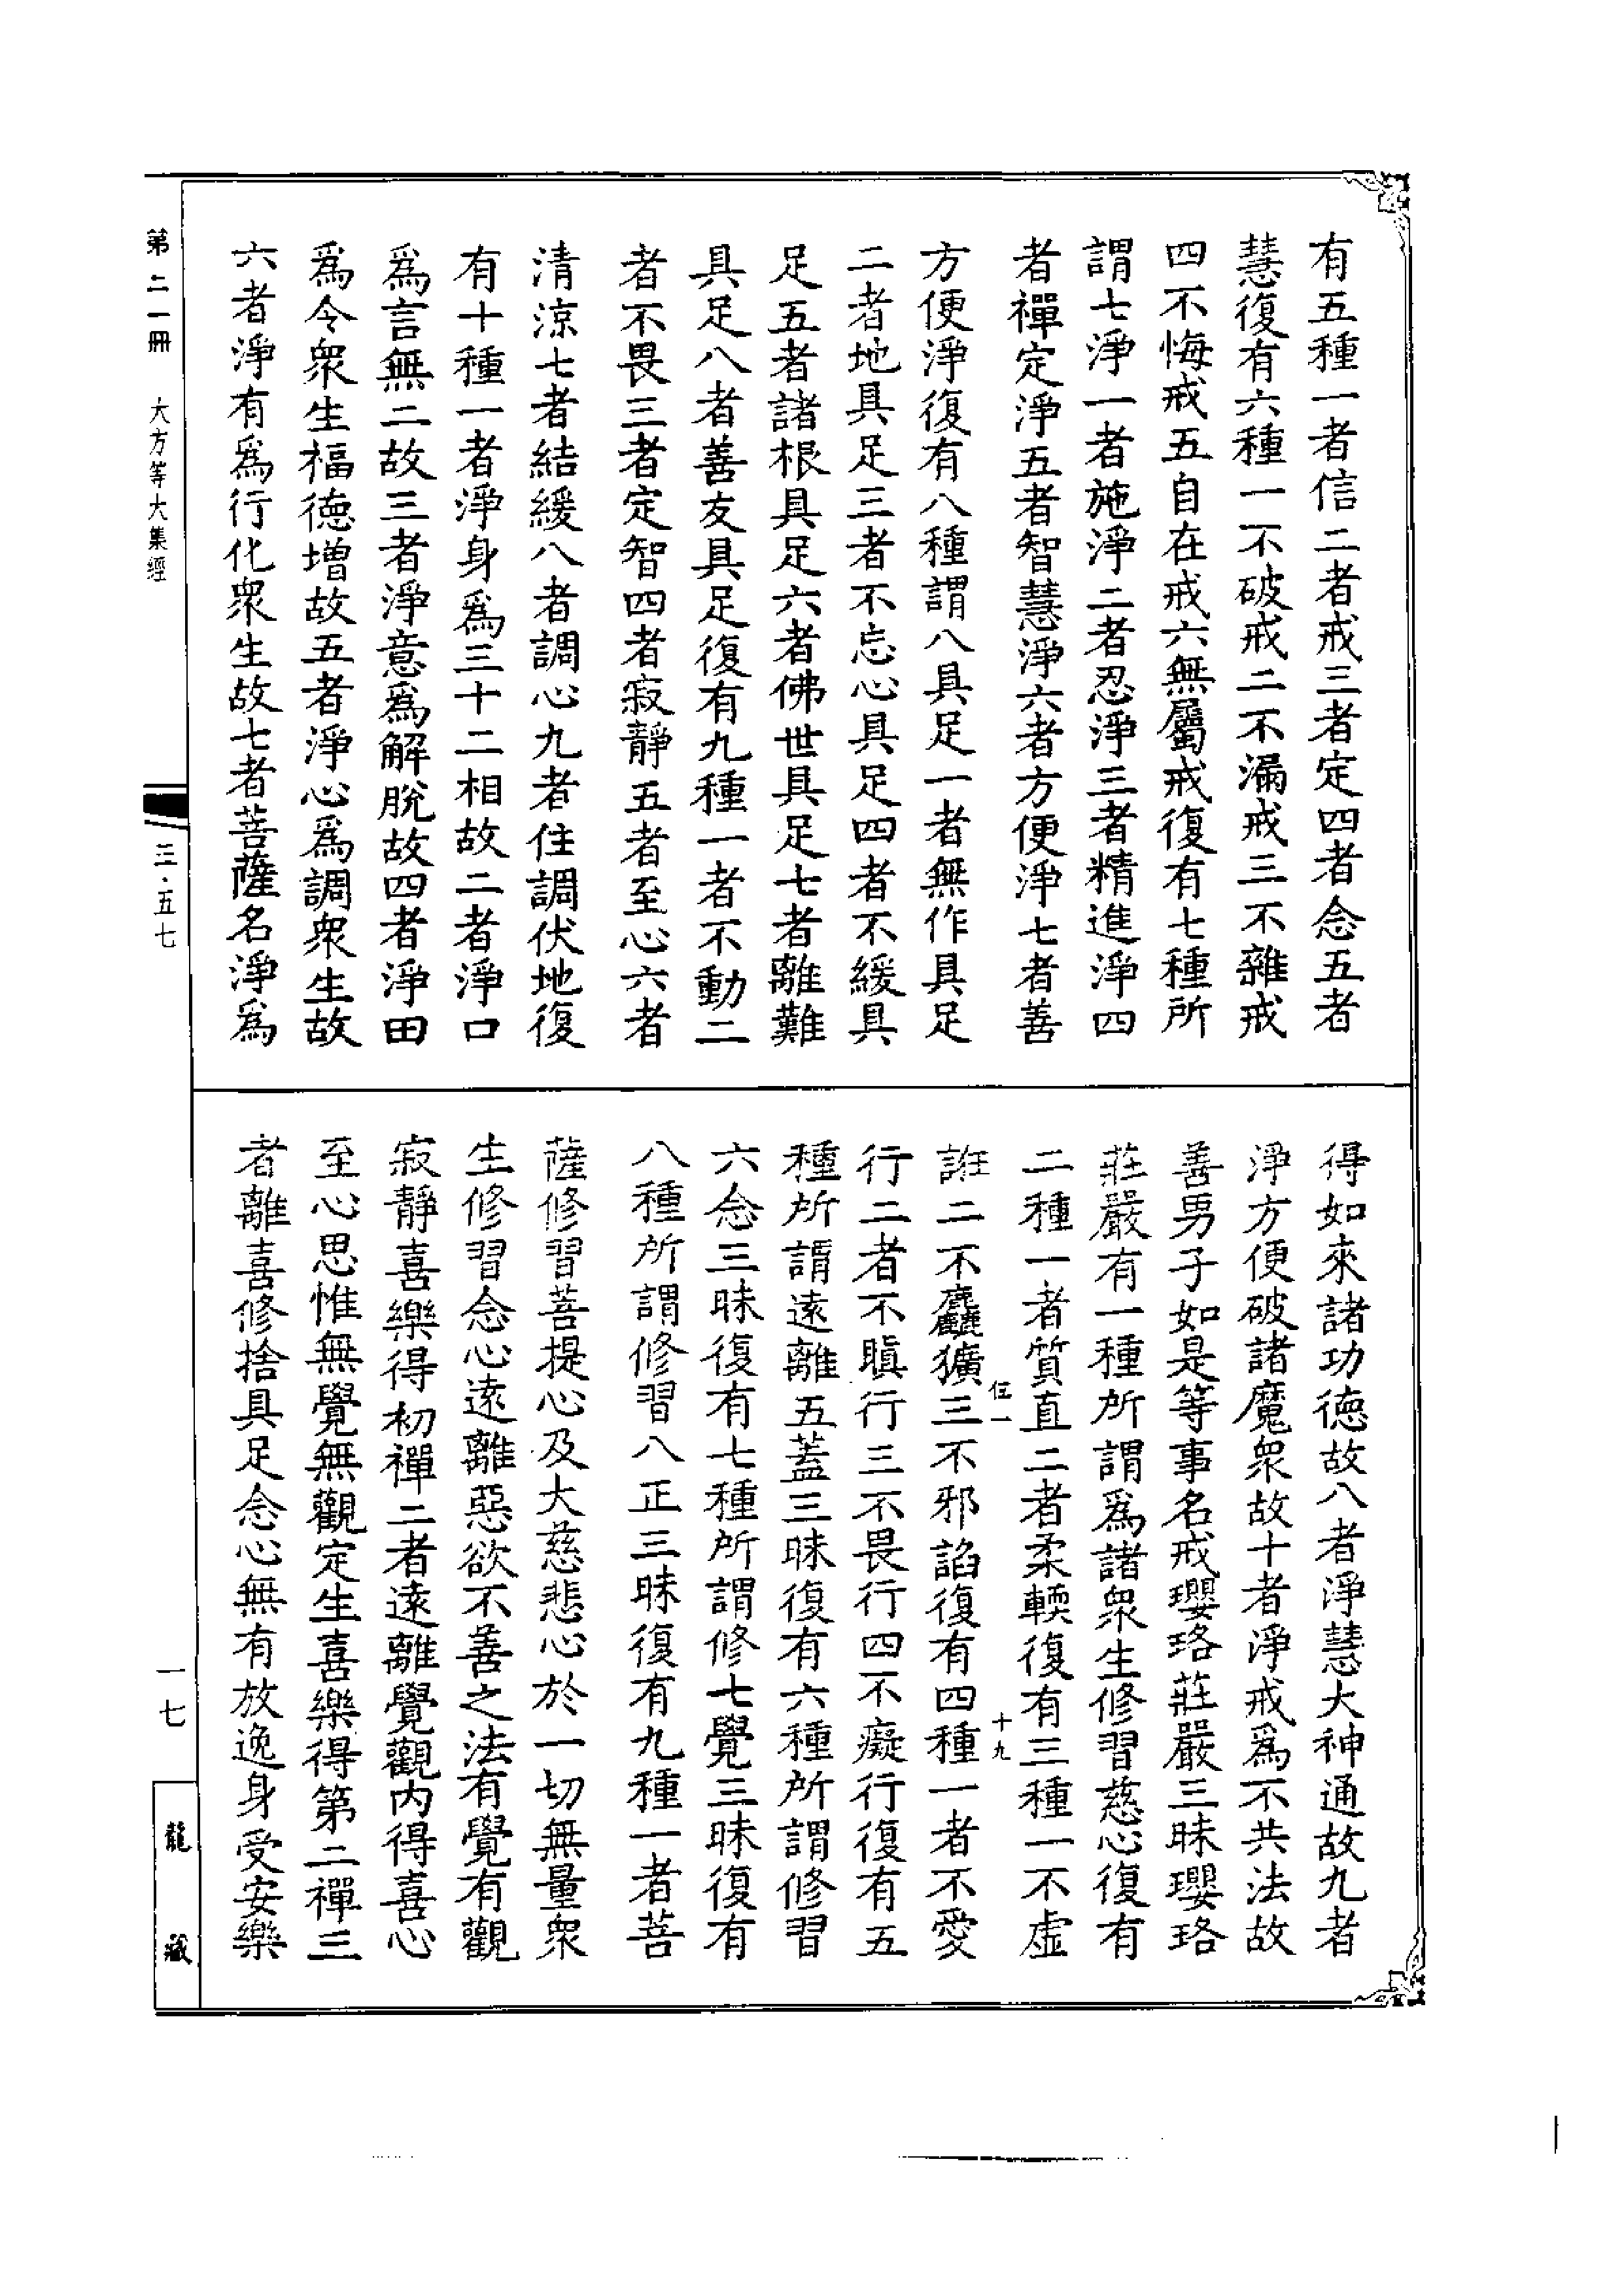 有五種一者信二者戒三者定四者念五者
慧復有六種一不破戒二不漏戒三不雜戒
四不悔戒五自在戒六無屬戒復有七種所
謂七淨一者施淨二者忍淨三者精進淨四
者禪定淨五者智慧淨六者方便淨七者善
方便淨復有八種謂八具足一者無作具足
二者地具足三者不忘心具足四者不緩具
足五者諸根具足六者佛世具足七者離難
具足八者善友具足復有九種一者不動二
者不畏三者定智四者寂靜五者至心六者
清涼七者結緩八者調心九者住調伏地復
有十種一者淨身爲三十二相故二者淨口
爲言無二故三者淨意爲解脫故四者淨田
爲令衆生福德增故五者淨心爲調衆生故
六者淨有爲行化衆生故七者菩薩名淨爲
得如來諸功德故八者淨慧大神通故九者
淨方便破諸魔衆故十者淨戒爲不共法故
善男子如是等事名戒瓔珞莊嚴三昧瓔珞
莊嚴有一種所謂爲諸衆生修習慈心復有
二種一者質直二者柔輭復有三種一不虛
伍一
十九
誑二不麤獷三不邪諂復有四種一者不愛
行二者不瞋行三不畏行四不癡行復有五
種所謂遠離五蓋三昧復有六種所謂修習
六念三昧復有七種所謂修七覺三昧復有
八種所謂修習八正三昧復有九種一者菩
薩修習菩提心及大慈悲心於一切無量衆
生修習念心遠離惡欲不善之法有覺有觀
寂靜喜樂得初禪二者遠離覺觀內得喜心
至心思惟無覺無觀定生喜樂得第二禪三
者離喜修捨具足念心無有放逸身受安樂
第二一冊 大方等大集經
三·五七
一七
龍藏